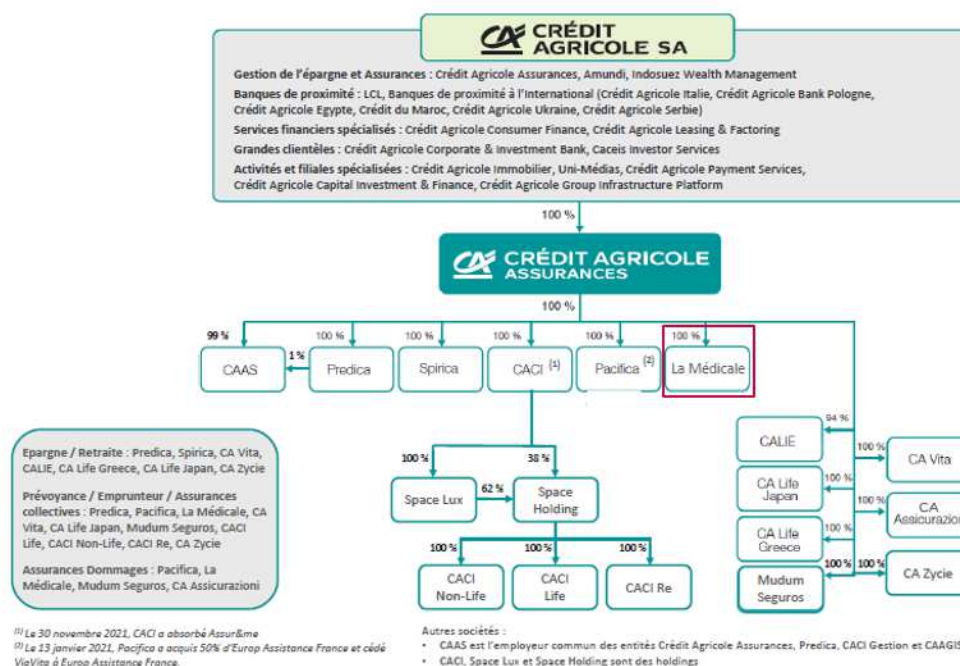 CRÉDIT
AGRICOLE SA
Gestion de l'épargne et Assurances : Crédit Agricole Assurances, Amundi, Indosuez Wealth Management
Banques de proximité : LCL, Banques de proximité à l'International (Crédit Agricole Italie, Crédit Agricole Bank Pologne,
Crédit Agricole Egypte, Crédit du Maroc, Crédit Agricole Ukraine, Crédit Agricole Serbie)
Services financiers spécialisés : Crédit Agricole Consumer Finance, Crédit Agricole Leasing & Factoring
Grandes clientèles : Crédit Agricole Corporate & Investment Bank, Caceis Investor Services
Activités et filiales spécialisées : Crédit Agricole Immobilier, Uni-Médias, Crédit Agricole Payment Services,
Crédit Agricole Capital Investment & Finance, Crédit Agricole Group Infrastructure Platform
100 %
CRÉDIT AGRICOLE
ASSURANCES
100 %
99 %
100 %
100 %
100 %
100 %
100 %
1 %
CAAS
Predica
Spirica
CACI (1)
Pacifica (2)
La Médicale
94 %
CALIE
100 %
CA Vita
100 %
CA Life
Japan
100 %
CA
Assicurazioni
100 %
CA Life
Greece
100 %
100 %
Mudum
Seguros
CA Zycie
100 %
38 %
Space Lux
62 %
Space
Holding
100 %
100 %
100 %
CACI
Non-Life
CACI
Life
CACI Re
Epargne / Retraite : Predica, Spirica, CA Vita,
CALIE, CA Life Greece, CA Life Japan, CA Zycie
Prévoyance / Emprunteur / Assurances
collectives : Predica, Pacifica, La Médicale, CA
Vita, CA Life Japan, Mudum Seguros, CACI
Life, CACI Non-Life, CACI Re, CA Zycie
Assurances Dommages : Pacifica, La
Médicale, Mudum Seguros, CA Assicurazioni
(1) Le 30 novembre 2021, CACI a absorbé Assur&me
(2) Le 13 janvier 2021, Pacifica a acquis 50% d'Europ Assistance France et cédé
ViaVita à Europ Assistance France.
Autres sociétés :
• CAAS est l'employeur commun des entités Crédit Agricole Assurances, Predica, CACI Gestion et CAAGIS
• CACI, Space Lux et Space Holding sont des holdings